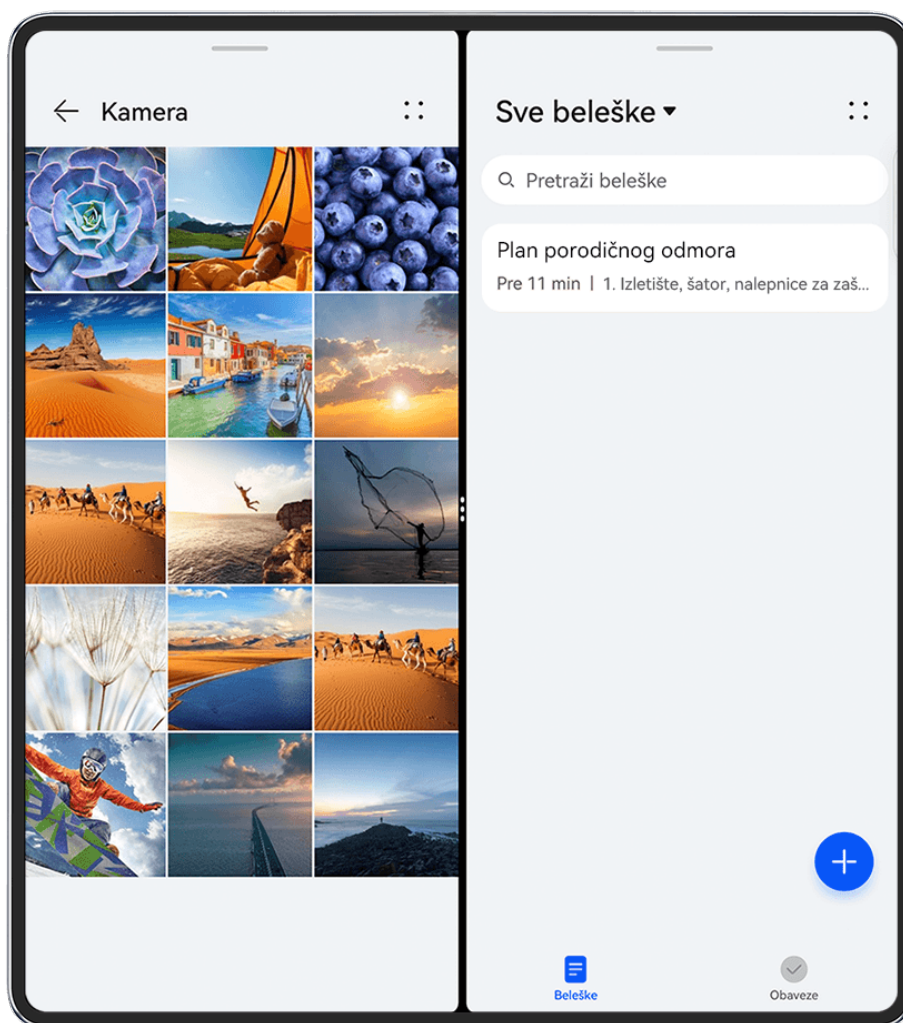 Kamera
Sve beleške
Pretraži beleške
Plan porodičnog odmora
Pre 11 min | 1. Izletište, šator, nalepnice za zaš...
Beleške
Obaveze